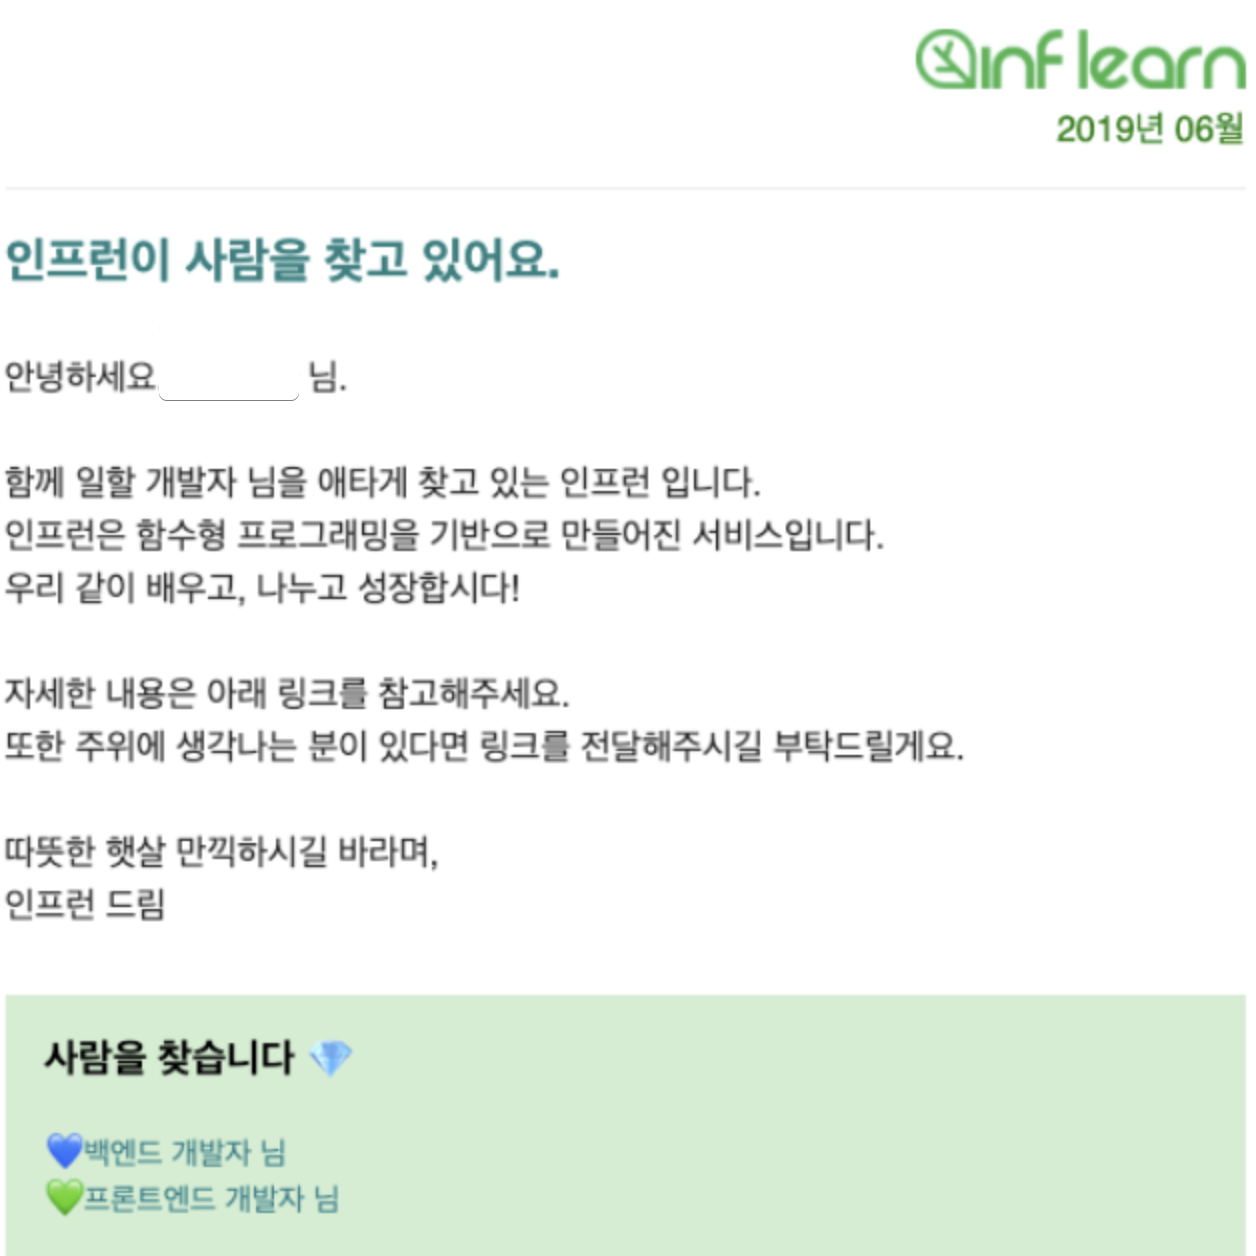 inflearn
2019년 06월
인프런이 사람을 찾고 있어요.
안녕하세요 님.
함께 일할 개발자 님을 애타게 찾고 있는 인프런 입니다.
인프런은 함수형 프로그래밍을 기반으로 만들어진 서비스입니다.
우리 같이 배우고, 나누고 성장합시다!
자세한 내용은 아래 링크를 참고해주세요.
또한 주위에 생각나는 분이 있다면 링크를 전달해주시길 부탁드릴게요.
따뜻한 햇살 만끽하시길 바라며,
인프런 드림
사람을 찾습니다 💎
💙백엔드 개발자 님
💚프론트엔드 개발자 님